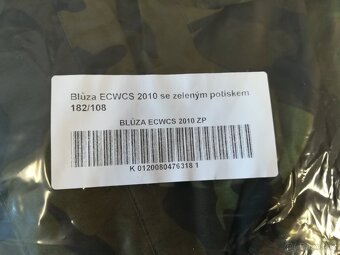 Blůza ECWCS 2010 se zeleným potiskem
182/108
BLŮZA ECWCS 2010 ZP
K 0120080476318 1